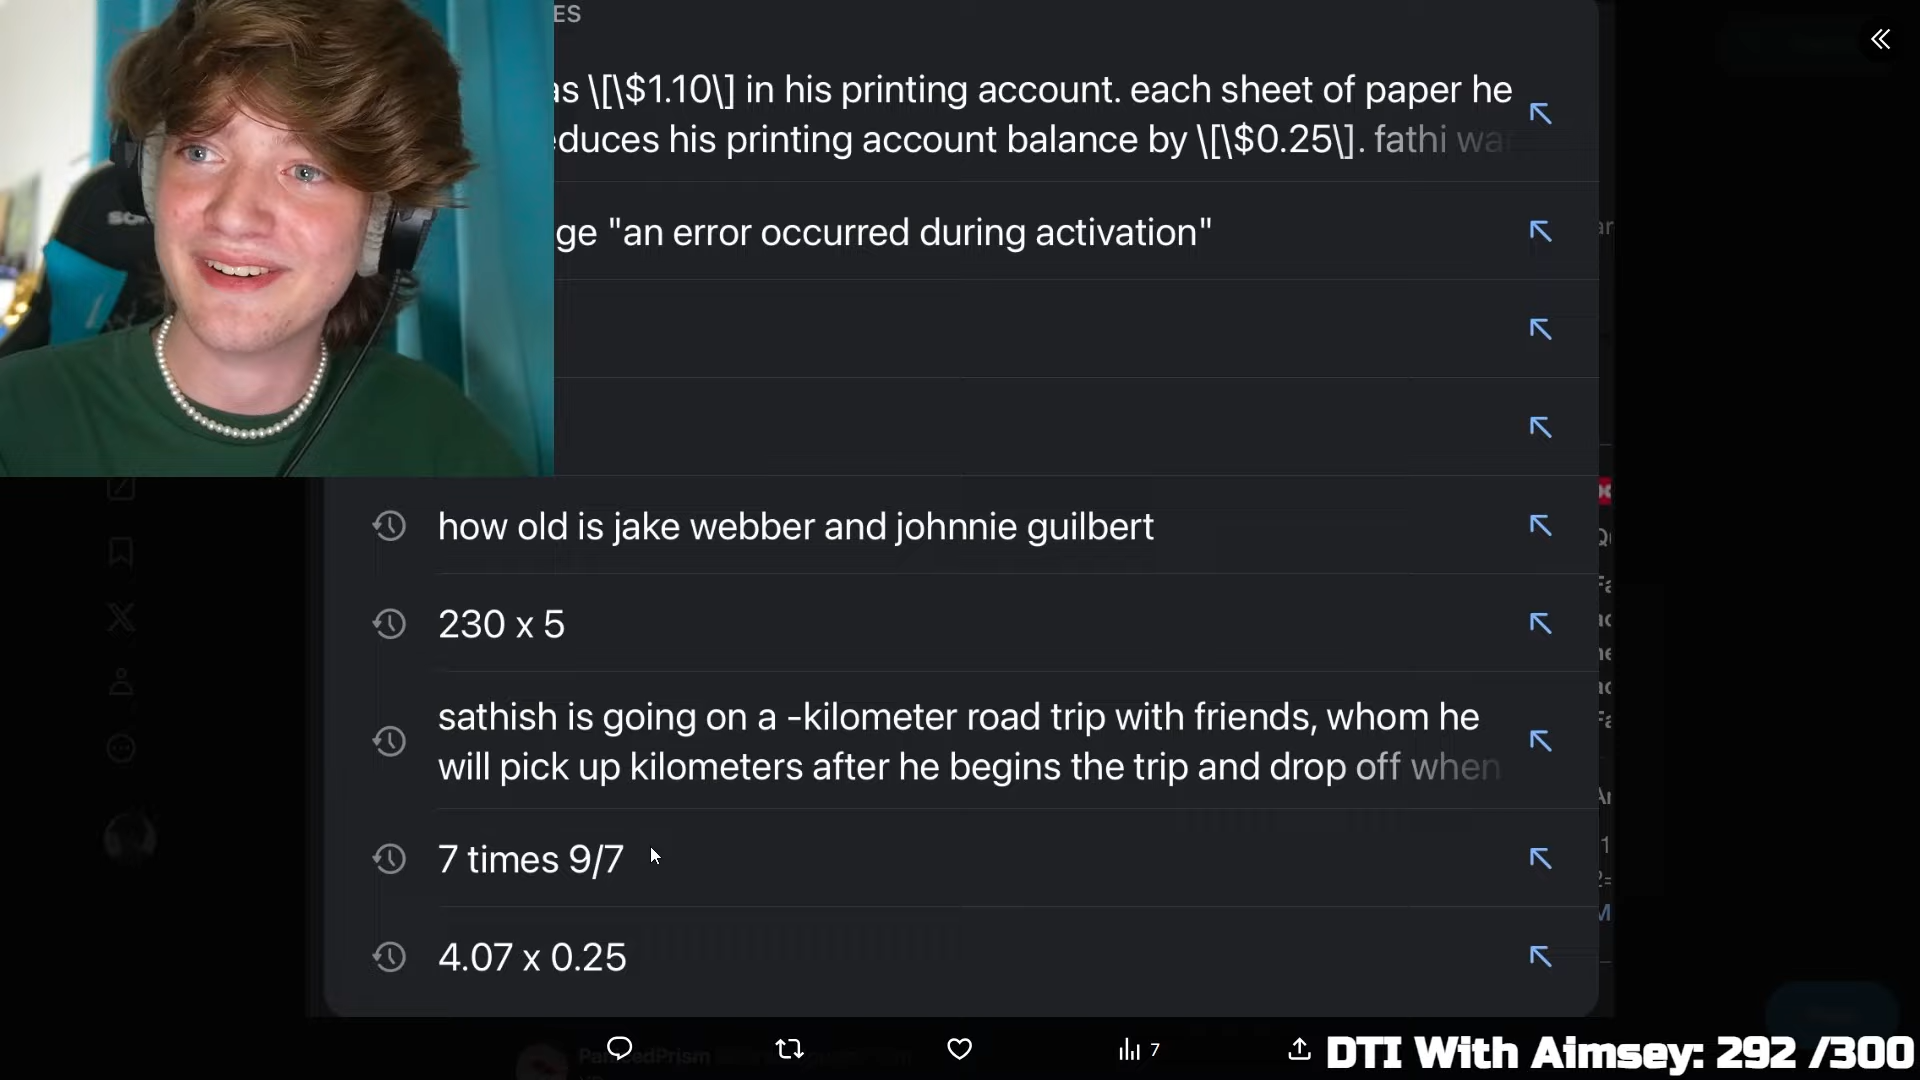 ES
as \[\$1.10\] in his printing account. each sheet of paper he
educes his printing account balance by \[\$0.25\]. fathi wa
ge "an error occurred during activation"
how old is jake webber and johnnie guilbert
230 x 5
sathish is going on a -kilometer road trip with friends, whom he
will pick up kilometers after he begins the trip and drop off when
7 times 9/7
4.07 x 0.25
7
DTI With Aimsey: 292 /300